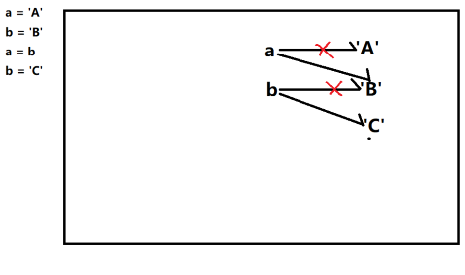 a = 'A'
b = 'B'
a = b
b = 'C'
a 'A'
b 'B'
'C'